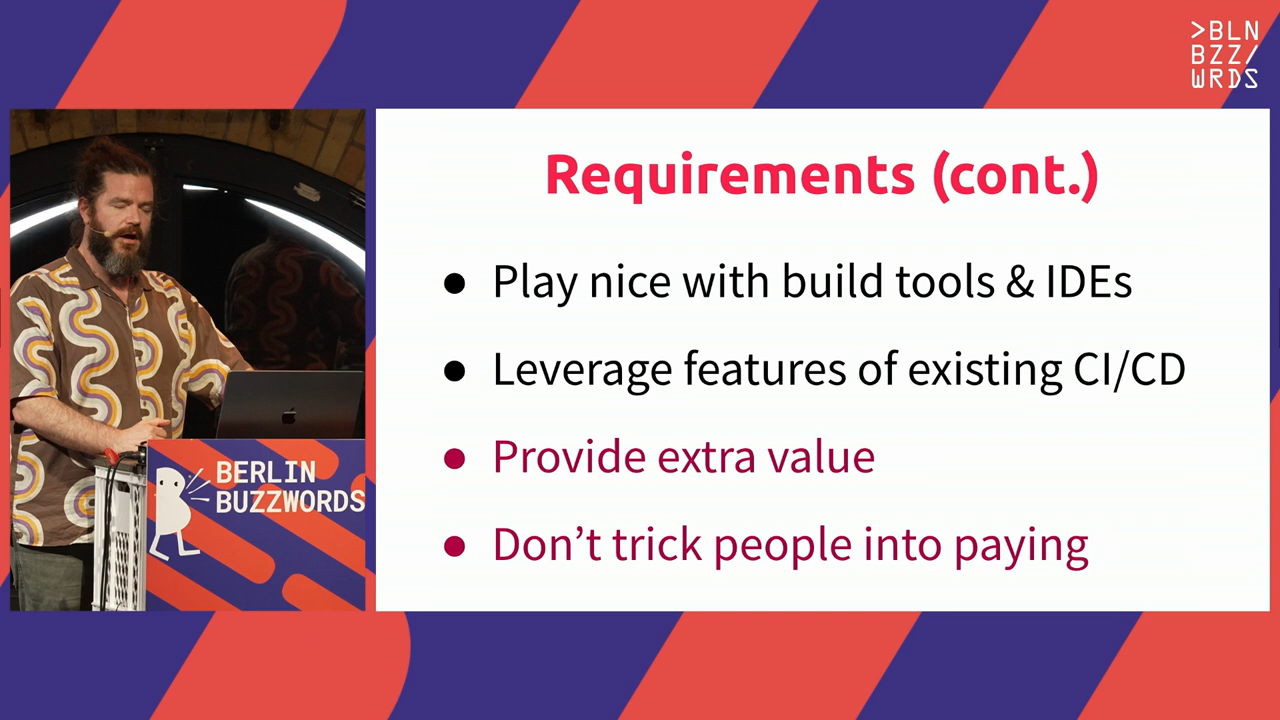 >BLN
BZZ/
WRDS
Requirements (cont.)
● Play nice with build tools & IDEs
● Leverage features of existing CI/CD
● Provide extra value
● Don’t trick people into paying
BERLIN
BUZZWORDS